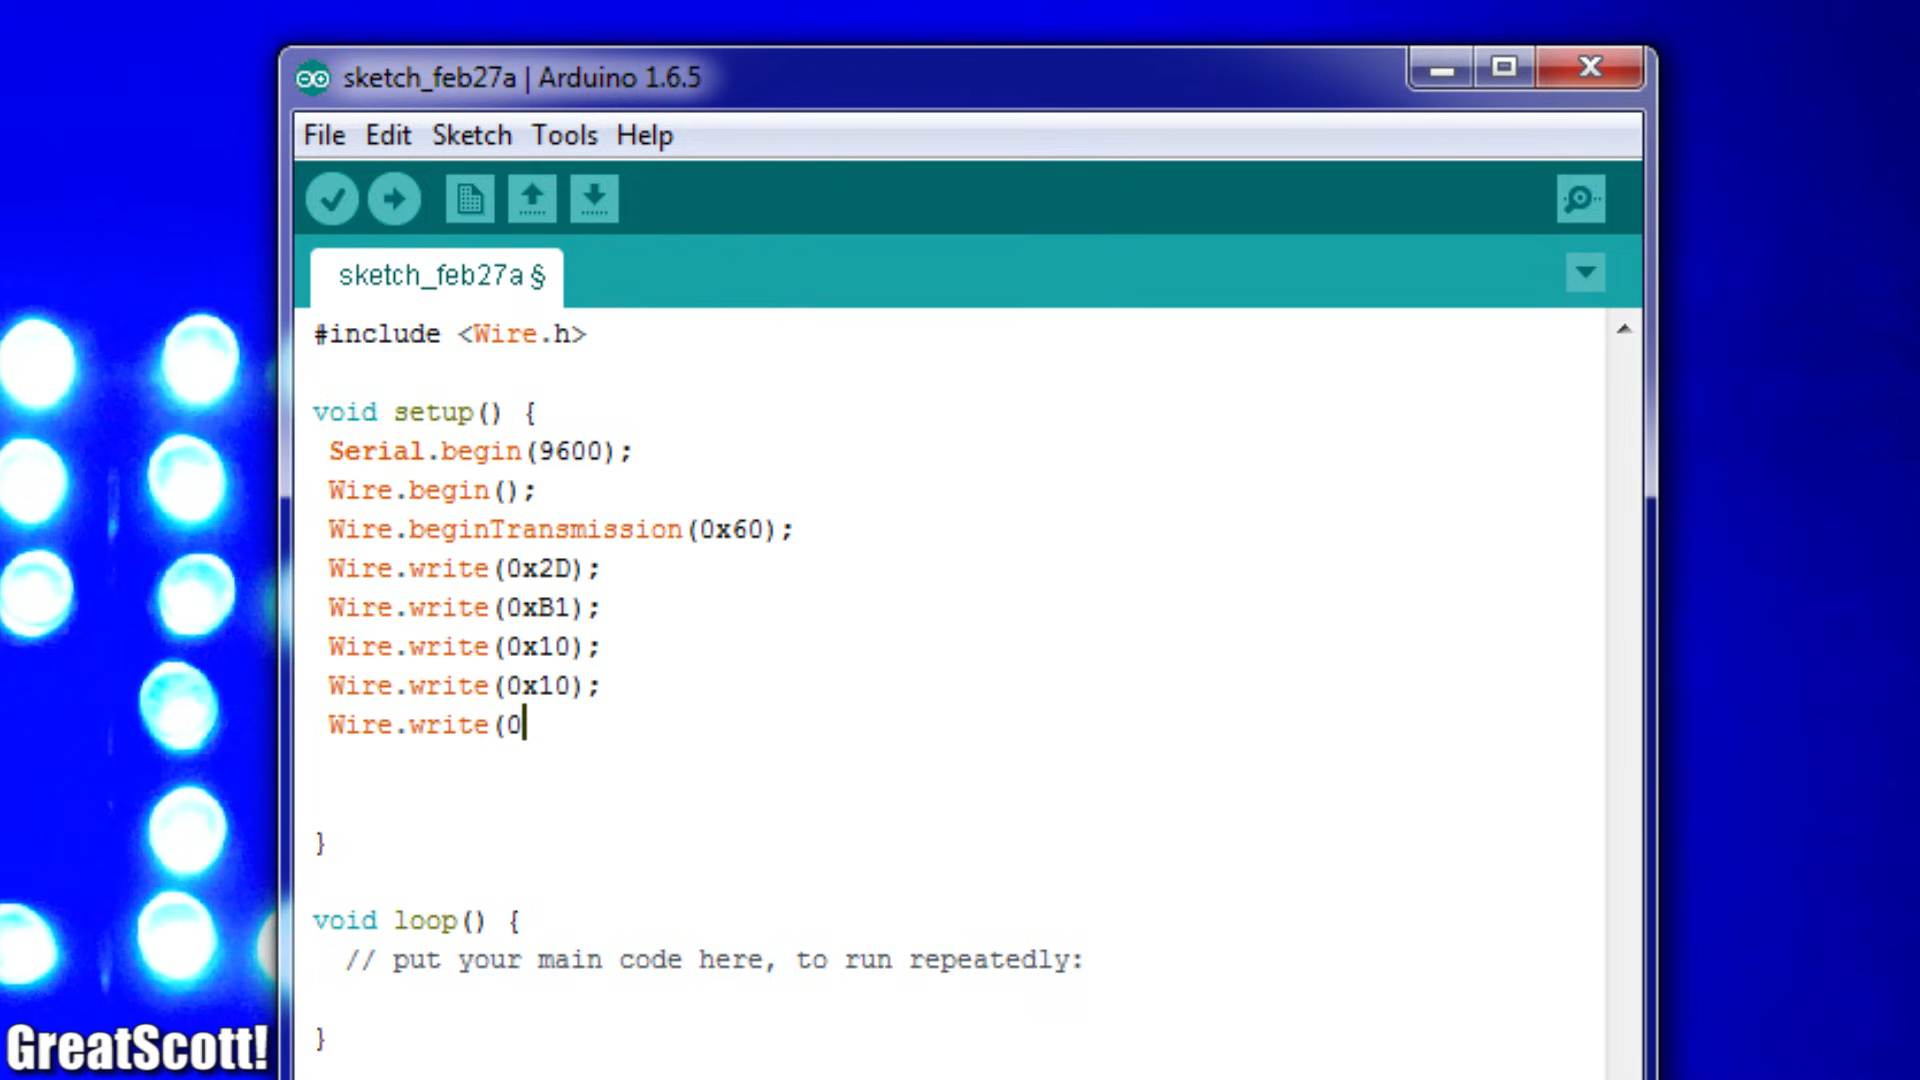 sketch_feb27a | Arduino 1.6.5
File Edit Sketch Tools Help
sketch_feb27a §
#include <Wire.h>
void setup() {
Serial.begin(9600);
Wire.begin();
Wire.beginTransmission(0x60);
Wire.write(0x2D);
Wire.write(0xB1);
Wire.write(0x10);
Wire.write(0x10);
Wire.write(0
}
void loop() {
// put your main code here, to run repeatedly:
}
GreatScott!